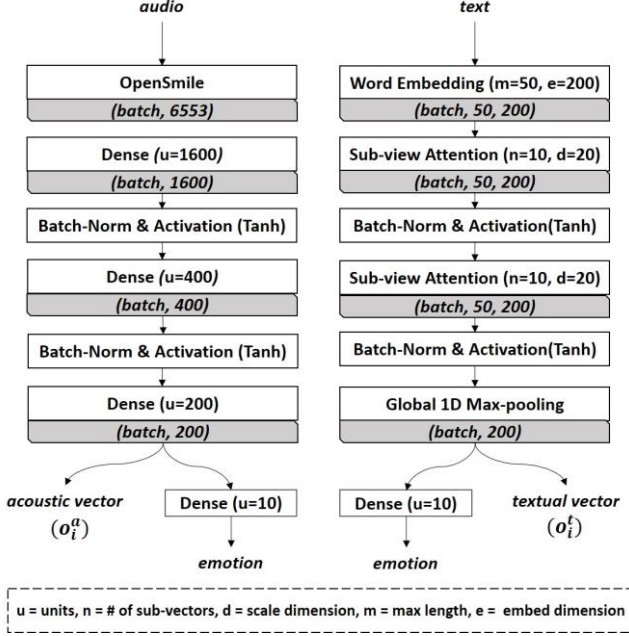 audio
OpenSmile
(batch, 6553)
Dense (u=1600)
(batch, 1600)
Batch-Norm & Activation (Tanh)
Dense (u=400)
(batch, 400)
Batch-Norm & Activation (Tanh)
Dense (u=200)
(batch, 200)
acoustic vector
(o_i^a)
Dense (u=10)
emotion
text
Word Embedding (m=50, e=200)
(batch, 50, 200)
Sub-view Attention (n=10, d=20)
(batch, 50, 200)
Batch-Norm & Activation(Tanh)
Sub-view Attention (n=10, d=20)
(batch, 50, 200)
Batch-Norm & Activation(Tanh)
Global 1D Max-pooling
(batch, 200)
Dense (u=10)
emotion
textual vector
(o_i^t)
u = units, n = # of sub-vectors, d = scale dimension, m = max length, e = embed dimension